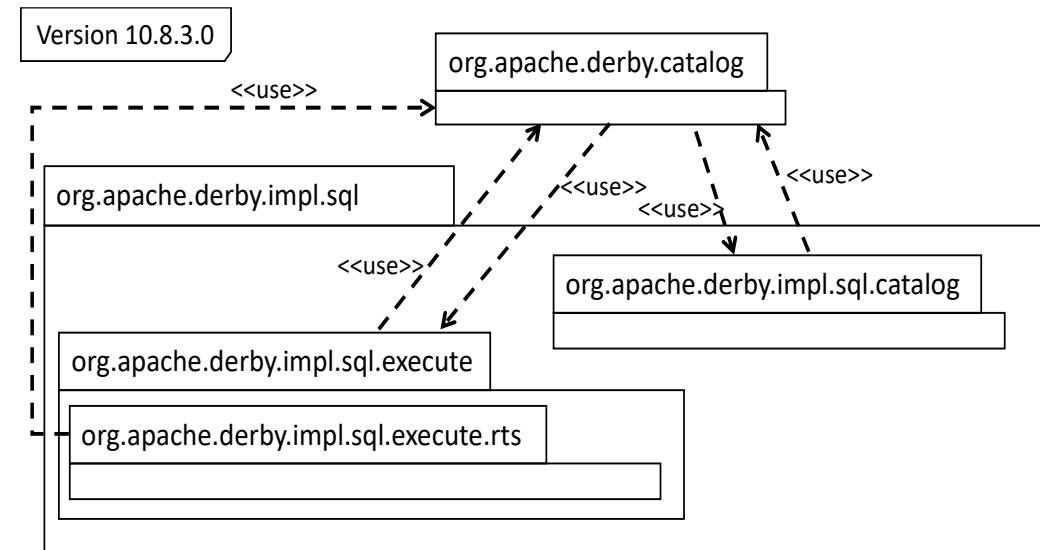 Version 10.8.3.0
org.apache.derby.catalog
<<use>>
org.apache.derby.impl.sql
<<use>>
<<use>>
<<use>>
<<use>>
org.apache.derby.impl.sql.catalog
org.apache.derby.impl.sql.execute
org.apache.derby.impl.sql.execute.rts